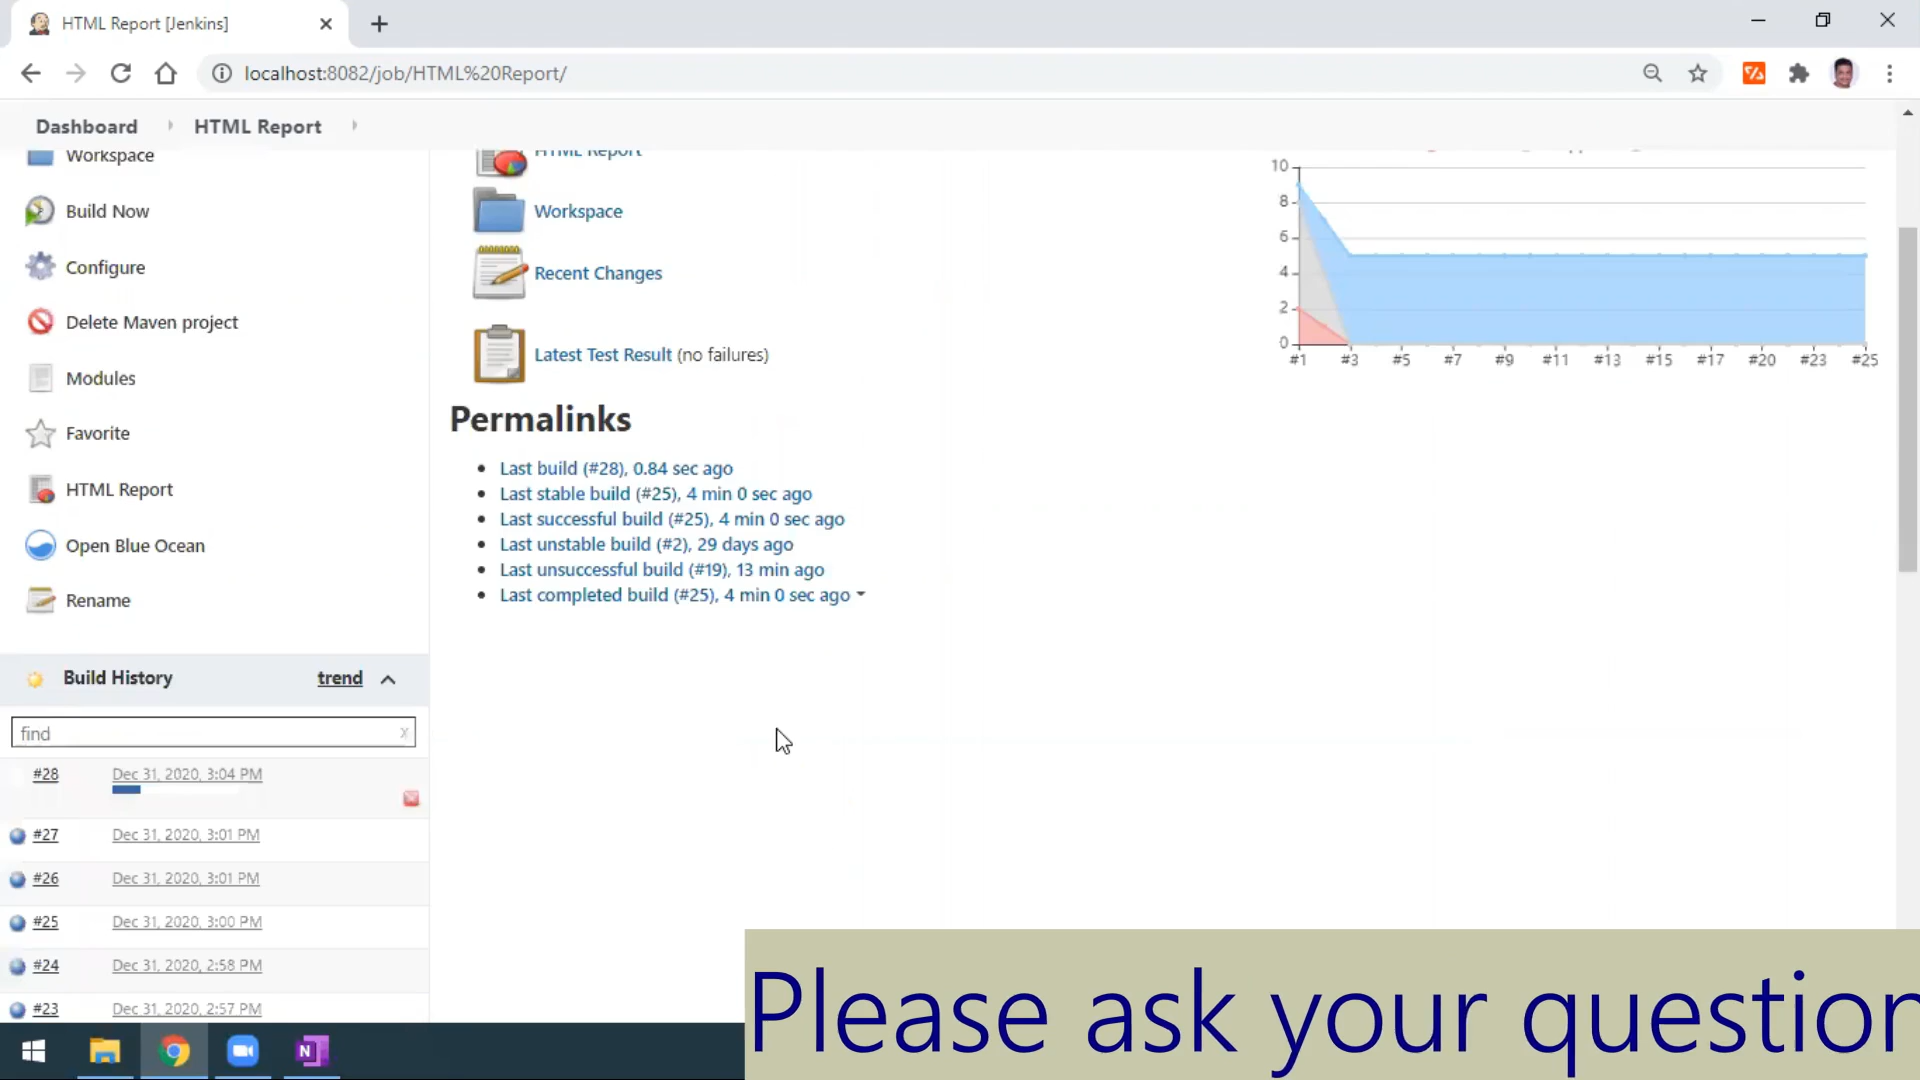 HTML Report [Jenkins]
localhost:8082/job/HTML%20Report/
Dashboard
HTML Report
Workspace
Build Now
Configure
Delete Maven project
Modules
Favorite
HTML Report
Open Blue Ocean
Rename
Build History
trend
find
x
#28 Dec 31, 2020, 3:04 PM
#27 Dec 31, 2020, 3:01 PM
#26 Dec 31, 2020, 3:01 PM
#25 Dec 31, 2020, 3:00 PM
#24 Dec 31, 2020, 2:58 PM
#23 Dec 31, 2020, 2:57 PM
HTML Report
Workspace
Recent Changes
Latest Test Result (no failures)
Permalinks
Last build (#28), 0.84 sec ago
Last stable build (#25), 4 min 0 sec ago
Last successful build (#25), 4 min 0 sec ago
Last unstable build (#2), 29 days ago
Last unsuccessful build (#19), 13 min ago
Last completed build (#25), 4 min 0 sec ago
10
8
6
4
2
0
#1 #3 #5 #7 #9 #11 #13 #15 #17 #20 #23 #25
Please ask your question
N